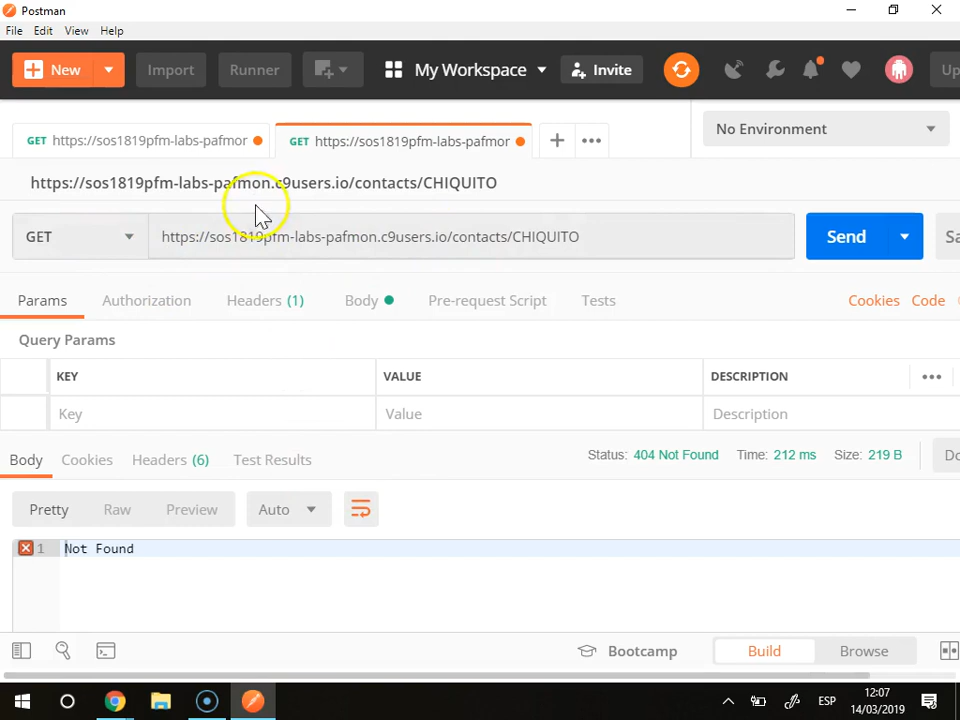 Postman
File Edit View Help
New Import Runner My Workspace Invite Up
GET https://sos1819pfm-labs-pafmor GET https://sos1819pfm-labs-pafmor + ••• No Environment
https://sos1819pfm-labs-pafmon.c9users.io/contacts/CHIQUITO
GET https://sos1819pfm-labs-pafmon.c9users.io/contacts/CHIQUITO Send Sa
Params Authorization Headers (1) Body Pre-request Script Tests Cookies Code
Query Params
KEY VALUE DESCRIPTION •••
Key Value Description
Body Cookies Headers (6) Test Results Status: 404 Not Found Time: 212 ms Size: 219 B Do
Pretty Raw Preview Auto
1 Not Found
Bootcamp Build Browse
ESP 12:07
14/03/2019